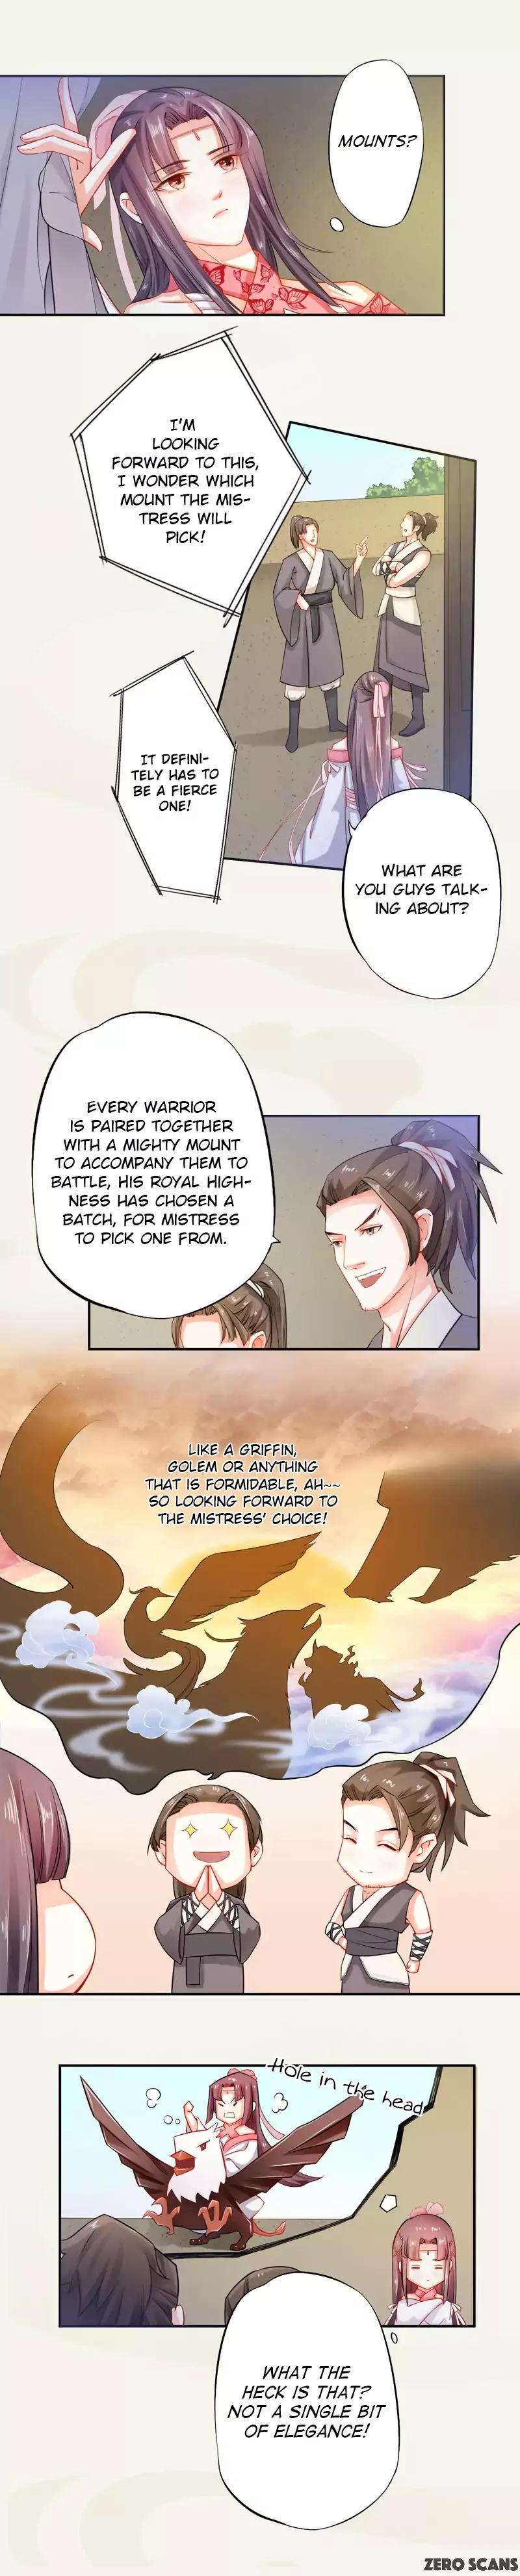 MOUNTS?
I'M
LOOKING
FORWARD TO THIS,
I WONDER WHICH
MOUNT THE MIS-
TRESS WILL
PICK!
IT DEFINI-
TELY HAS TO
BE A FIERCE
ONE!
WHAT ARE
YOU GUYS TALK-
ING ABOUT?
EVERY WARRIOR
IS PAIRED TOGETHER
WITH A MIGHTY MOUNT
TO ACCOMPANY THEM TO
BATTLE, HIS ROYAL HIGH-
NESS HAS CHOSEN A
BATCH, FOR MISTRESS
TO PICK ONE FROM.
LIKE A GRIFFIN,
GOLEM OR ANYTHING
THAT IS FORMIDABLE, AH~~
SO LOOKING FORWARD TO
THE MISTRESS' CHOICE!
Hole in the head
WHAT THE
HECK IS THAT?
NOT A SINGLE BIT
OF ELEGANCE!
ZERO SCANS